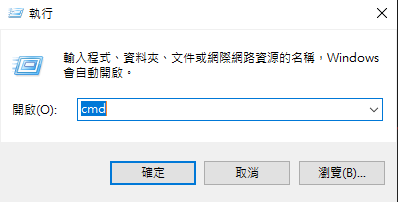 執行
輸入程式、資料夾、文件或網際網路資源的名稱，Windows
會自動開啟。
開啟(O): cmd
確定 取消 瀏覽(B)...